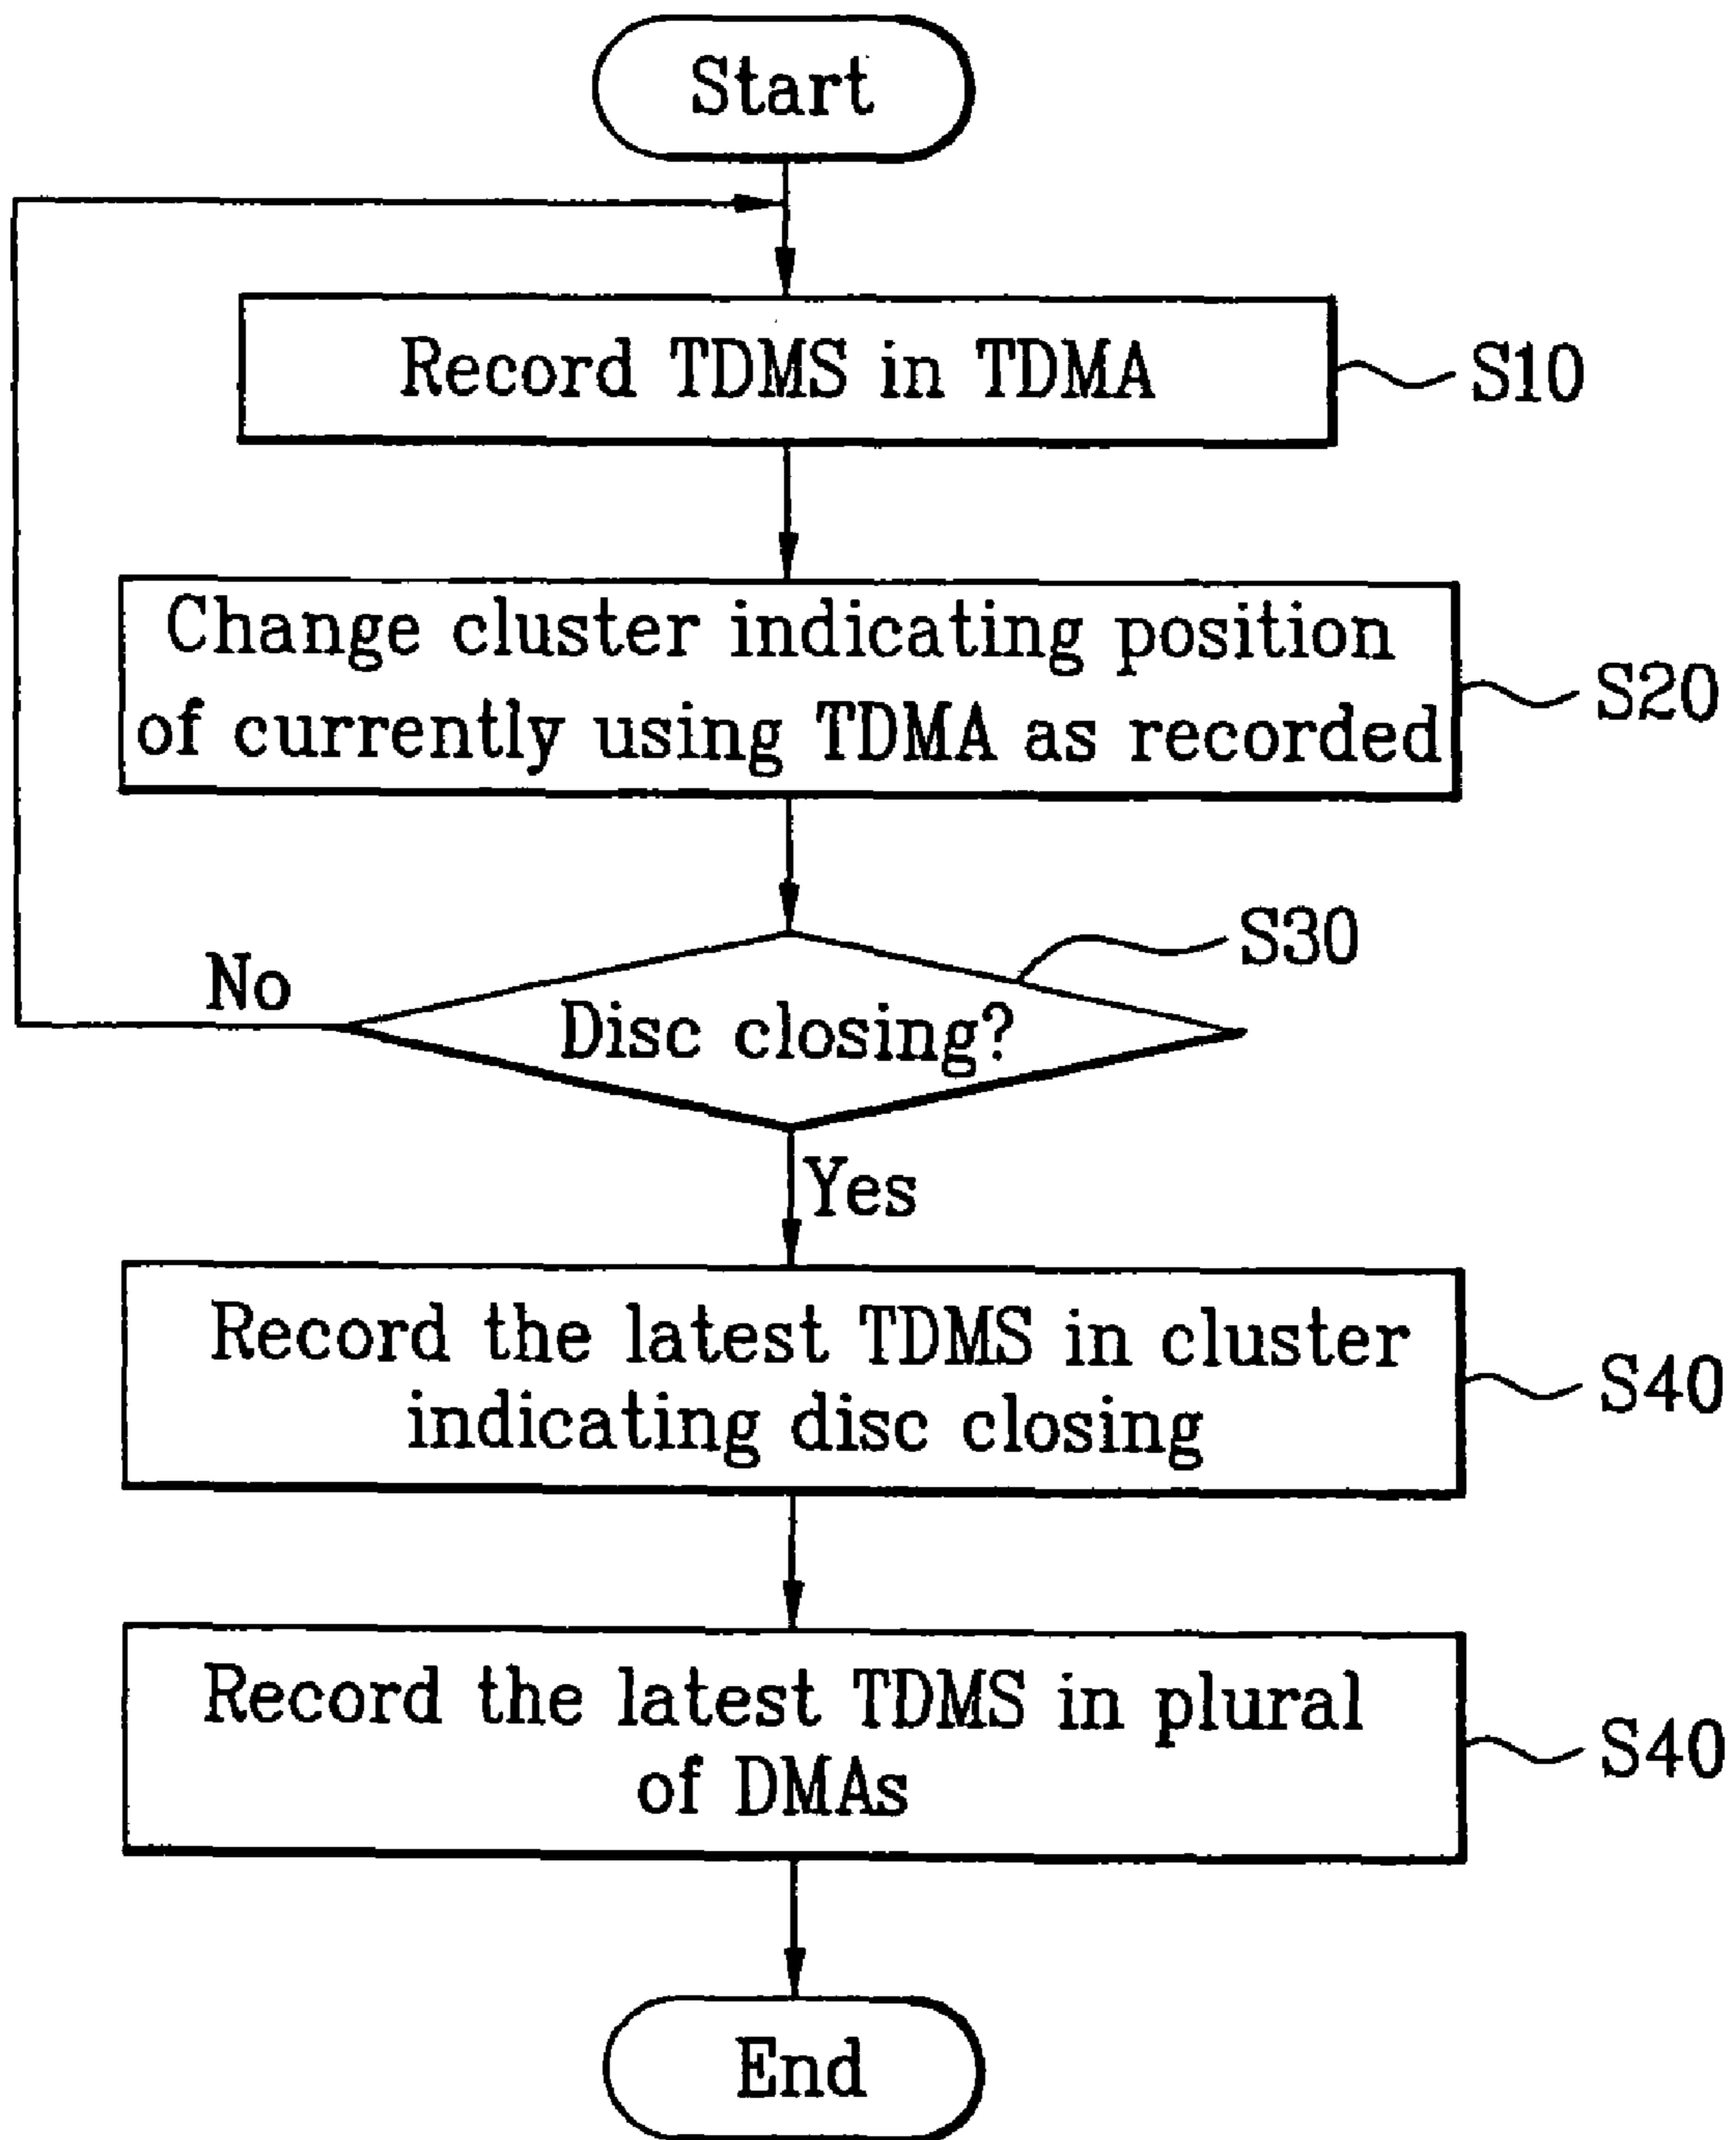 Start
Record TDMS in TDMA
S10
Change cluster indicating position
of currently using TDMA as recorded
S20
S30
No
Disc closing?
Yes
Record the latest TDMS in cluster
indicating disc closing
S40
Record the latest TDMS in plural
of DMAs
S40
End